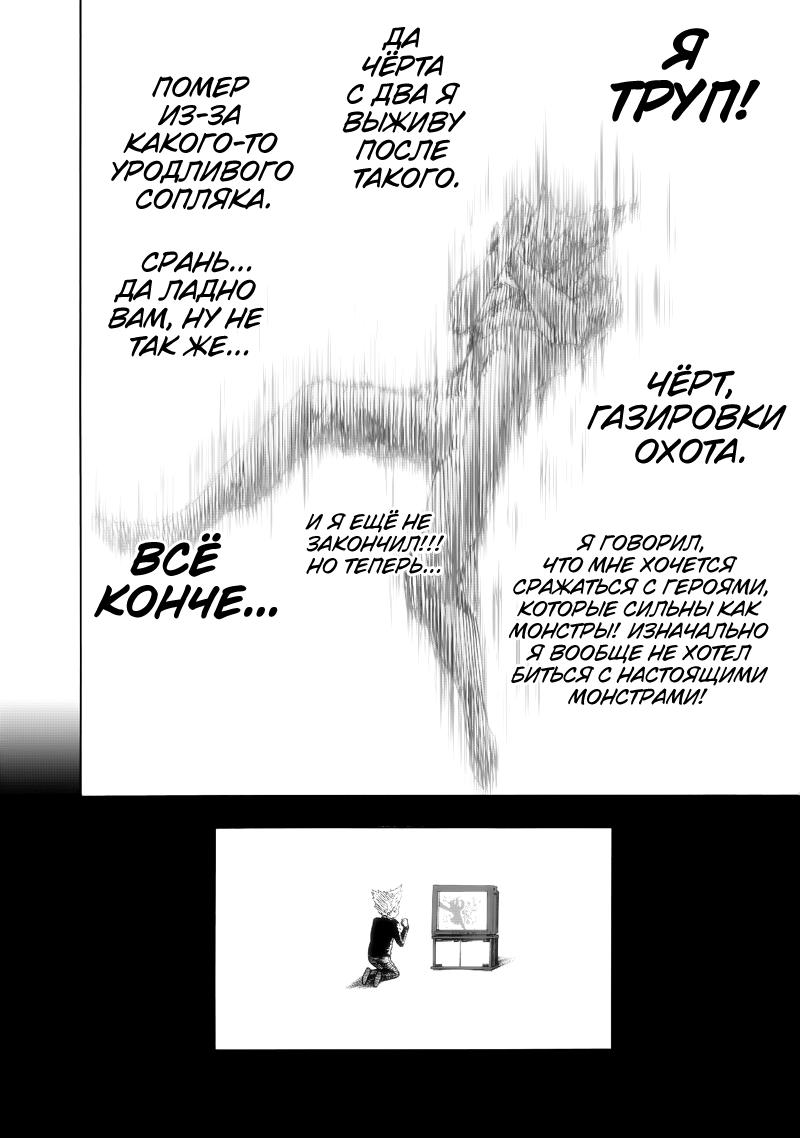 Я
ТРУП!
ДА
ЧЁРТА
С ДВА Я
ВЫЖИВУ
ПОСЛЕ
ТАКОГО.
ПОМЕР
ИЗ-ЗА
КАКОГО-ТО
УРОДЛИВОГО
СОПЛЯКА.
СРАНЬ...
ДА ЛАДНО
ВАМ, НУ НЕ
ТАК ЖЕ...
ЧЁРТ,
ГАЗИРОВКИ
ОХОТА.
Я ГОВОРИЛ,
ЧТО МНЕ ХОЧЕТСЯ
СРАЖАТЬСЯ С ГЕРОЯМИ,
КОТОРЫЕ СИЛЬНЫ КАК
МОНСТРЫ! ИЗНАЧАЛЬНО
Я ВООБЩЕ НЕ ХОТЕЛ
БИТЬСЯ С НАСТОЯЩИМИ
МОНСТРАМИ!
И Я ЕЩЁ НЕ
ЗАКОНЧИЛ!!!
НО ТЕПЕРЬ...
ВСЁ
КОНЧЕ...